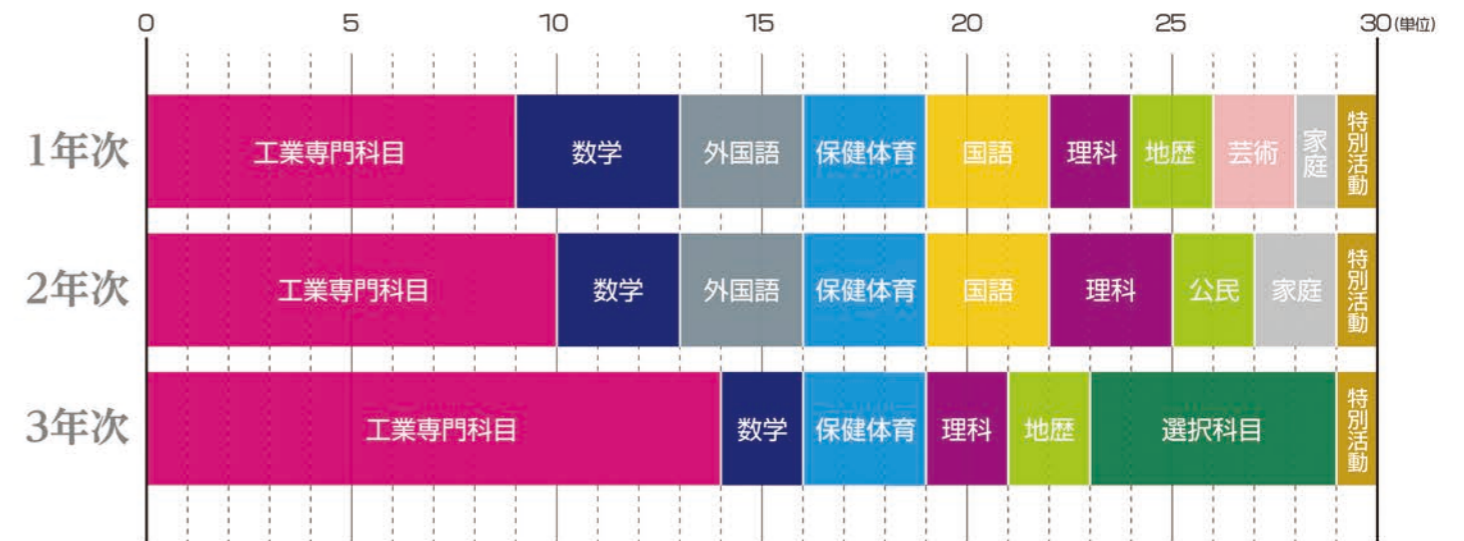 0 5 10 15 20 25 30(単位)
1年次 工業専門科目 数学 外国語 保健体育 国語 理科 地歴 芸術 家庭 特別活動
2年次 工業専門科目 数学 外国語 保健体育 国語 理科 公民 家庭 特別活動
3年次 工業専門科目 数学 保健体育 理科 地歴 選択科目 特別活動